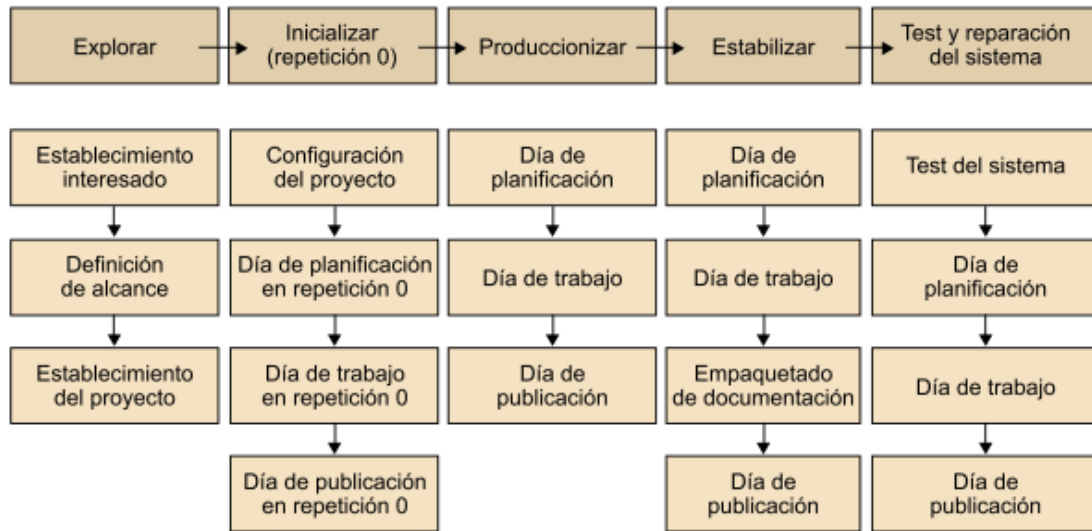 Explorar
Inicializar
(repetición 0)
Produccionizar
Estabilizar
Test y reparación
del sistema
Establecimiento
interesado
Configuración
del proyecto
Día de
planificación
Día de
planificación
Test del sistema
Definición
de alcance
Día de planificación
en repetición 0
Día de trabajo
Día de trabajo
Día de
planificación
Establecimiento
del proyecto
Día de trabajo
en repetición 0
Día de
publicación
Empaquetado
de documentación
Día de trabajo
Día de publicación
en repetición 0
Día de
publicación
Día de
publicación